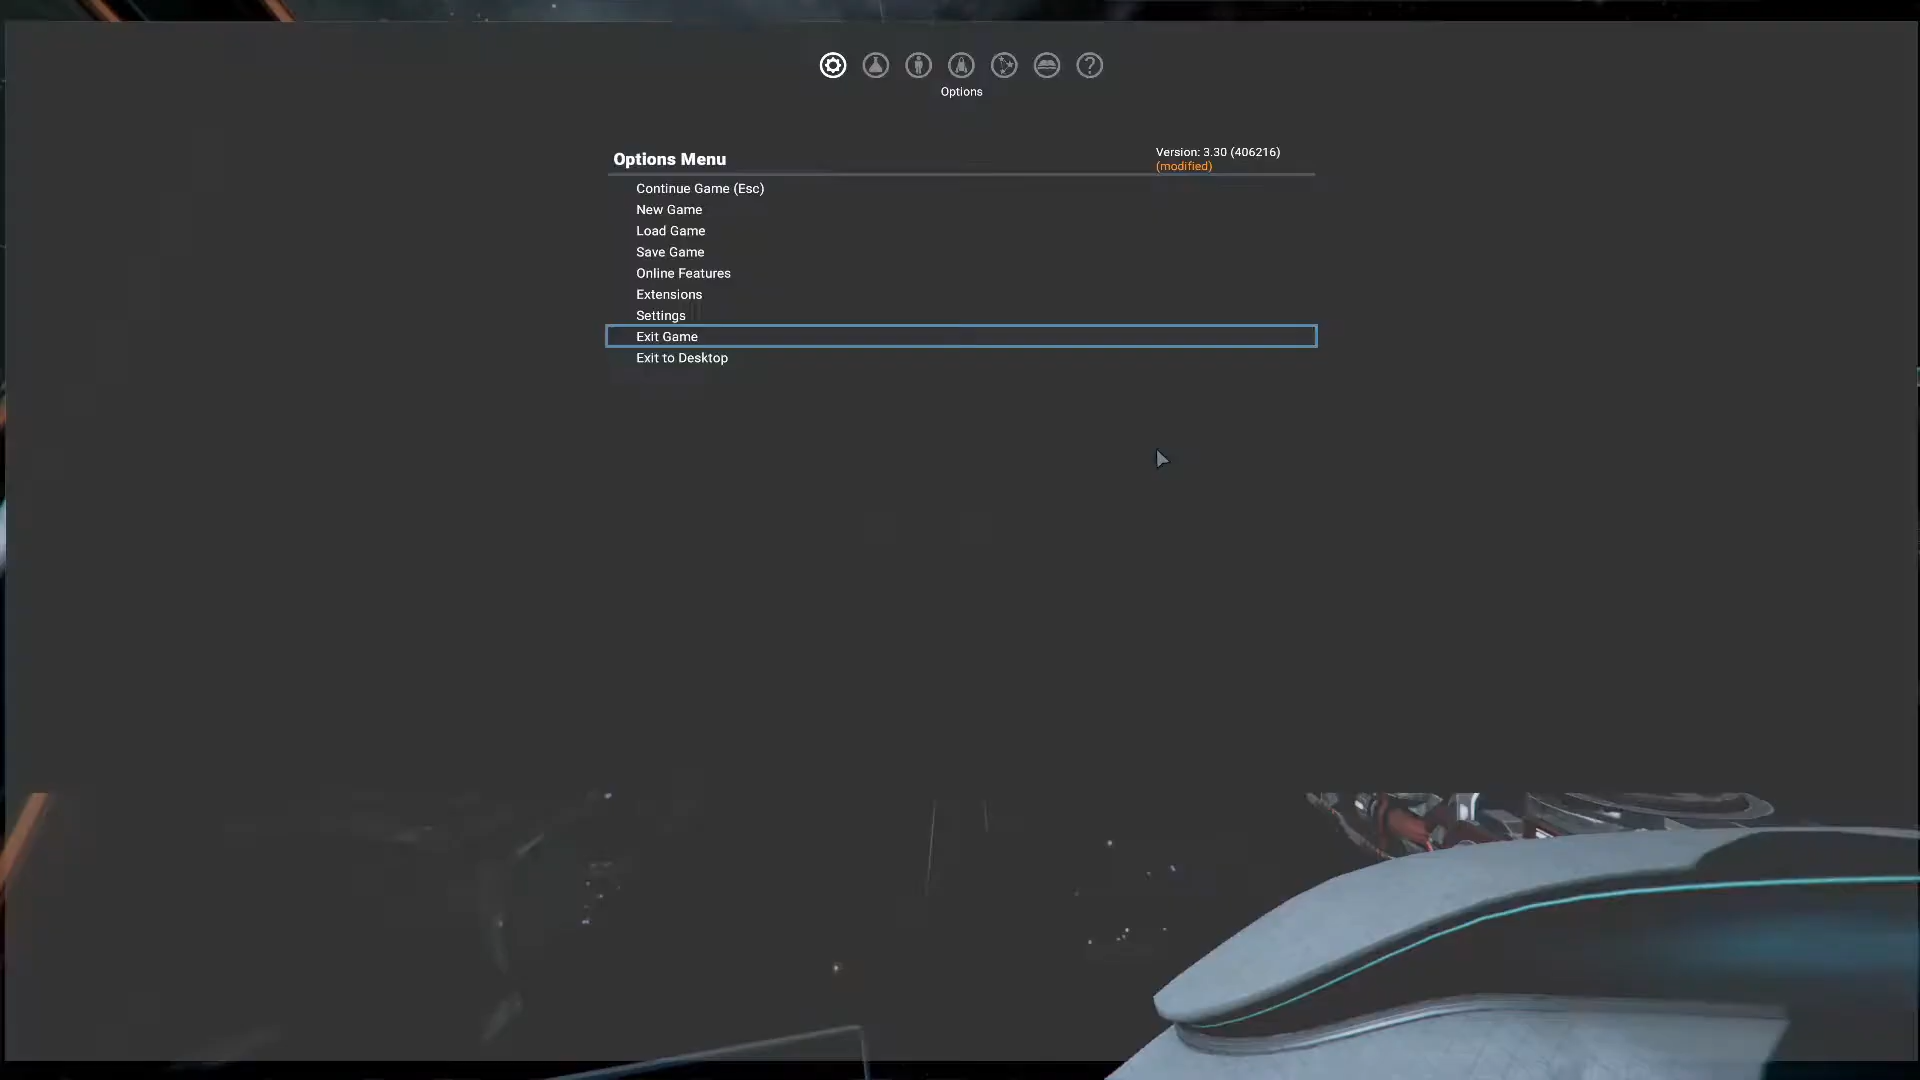 Options
Options Menu
Version: 3.30 (406216)
(modified)
Continue Game (Esc)
New Game
Load Game
Save Game
Online Features
Extensions
Settings
Exit Game
Exit to Desktop